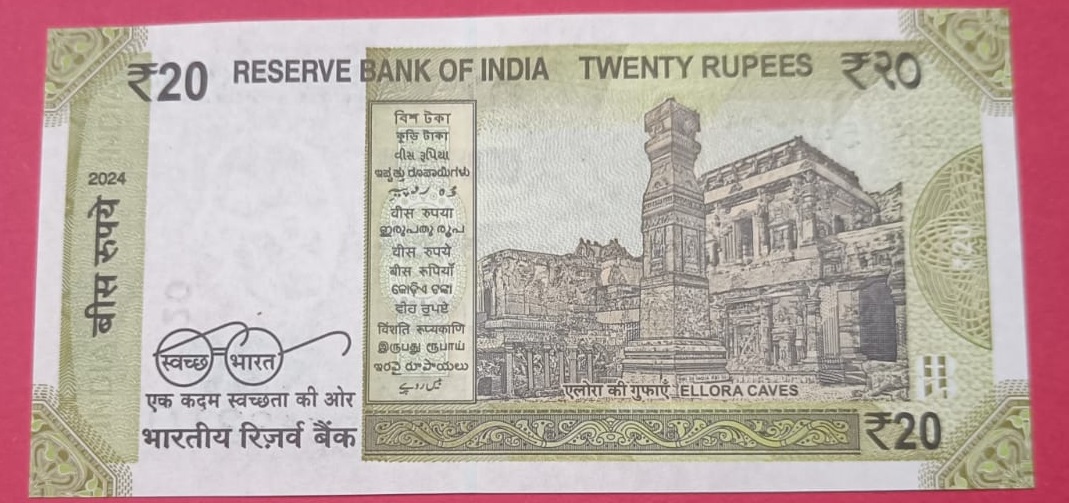 ₹20 RESERVE BANK OF INDIA TWENTY RUPEES ₹२०
2024
बीस रुपये
বিশ টকা
কুড়ি টাকা
વીસ રૂપિયા
ಇಪ್ಪತ್ತು ರೂಪಾಯಿಗಳು
वीस रुपया
ഇരുപതു രൂപ
वीस रुपये
बीस रुपियाँ
କୋଡ଼ିଏ ଟଙ୍କା
ਵੀਹ ਰੁਪਏ
विंशति रूप्यकाणि
இருபது ரூபாய்
ఇరవై రూపాయలు
स्वच्छ भारत
एक कदम स्वच्छता की ओर
भारतीय रिज़र्व बैंक
एलोरा की गुफाएँ ELLORA CAVES
₹20